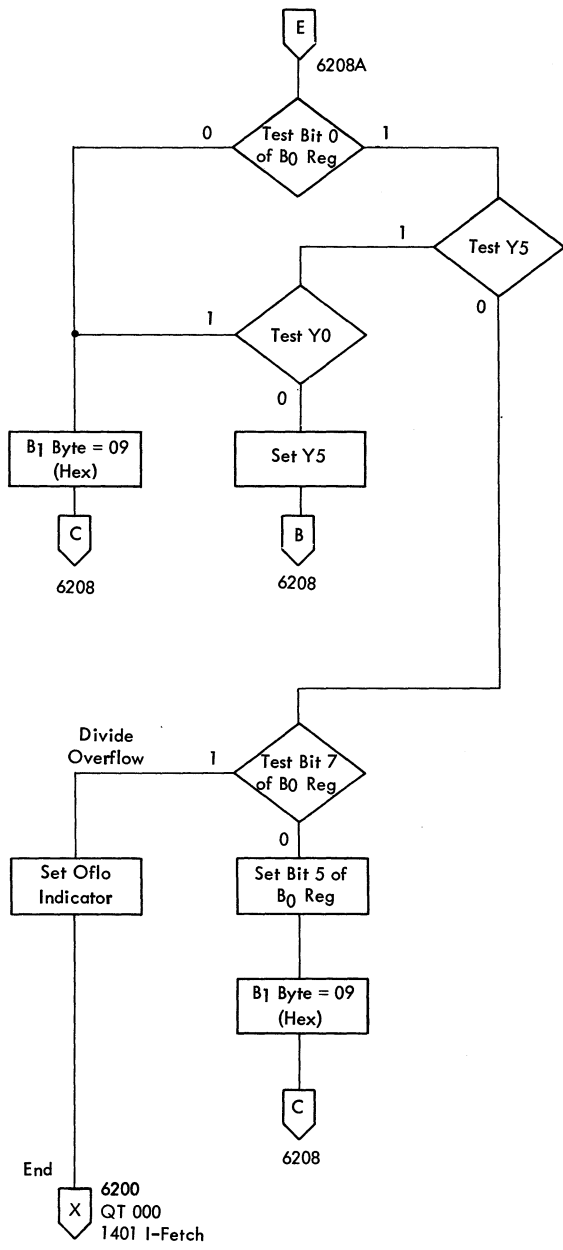 E
6208A
0
Test Bit 0
of B0 Reg
1
1
Test Y5
0
1
Test Y0
0
B1 Byte = 09
(Hex)
Set Y5
C
B
6208
6208
Divide
Overflow
1
Test Bit 7
of B0 Reg
0
Set Oflo
Indicator
Set Bit 5 of
B0 Reg
B1 Byte = 09
(Hex)
C
6208
End
X
6200
QT 000
1401 I-Fetch